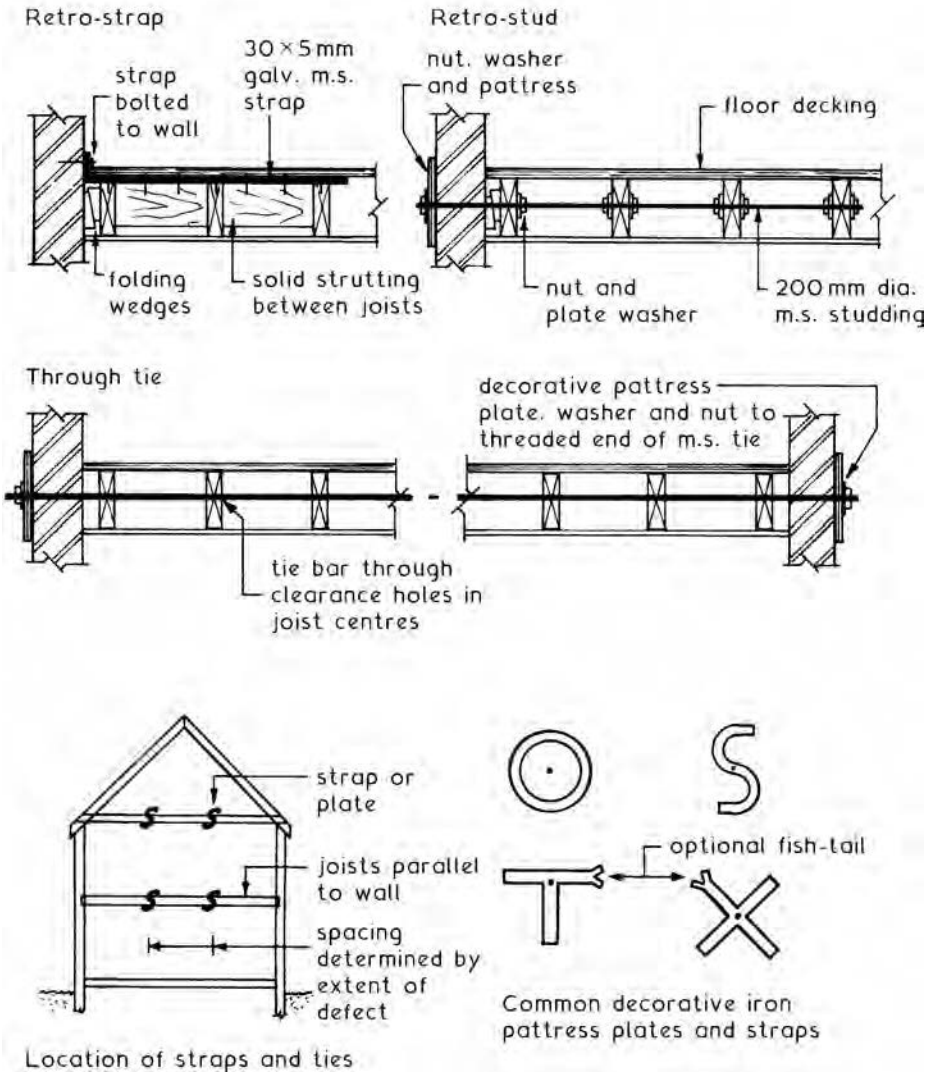 Retro-strap
strap
bolted
to wall
30 × 5 mm
galv. m.s.
strap
folding
wedges
solid strutting
between joists
Retro-stud
nut. washer
and pattress
floor decking
nut and
plate washer
200 mm dia.
m.s. studding
Through tie
decorative pattress
plate. washer and nut to
threaded end of m.s. tie
tie bar through
clearance holes in
joist centres
strap or
plate
joists parallel
to wall
spacing
determined by
extent of
defect
Location of straps and ties
optional fish-tail
Common decorative iron
pattress plates and straps